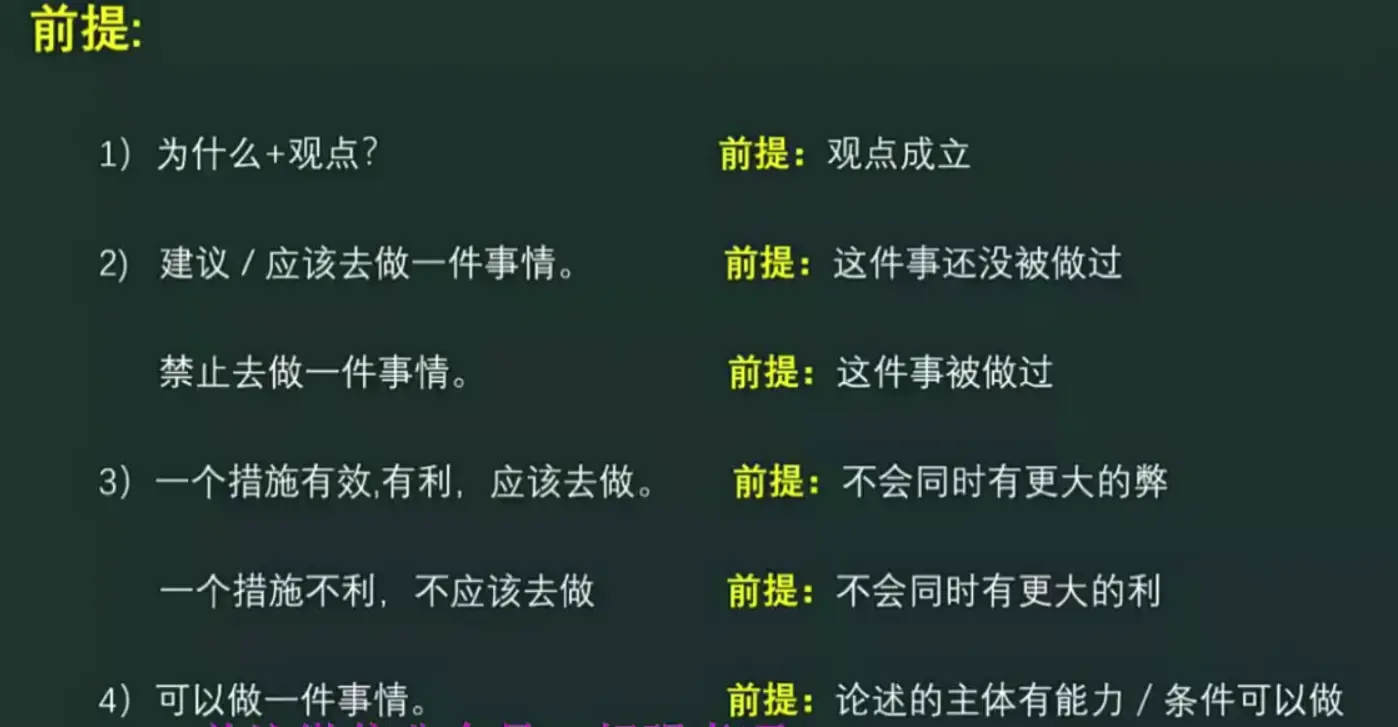 前提:
1) 为什么+观点? 前提: 观点成立
2) 建议 / 应该去做一件事情。 前提: 这件事还没被做过
禁止去做一件事情。 前提: 这件事被做过
3) 一个措施有效,有利，应该去做。 前提: 不会同时有更大的弊
一个措施不利，不应该去做 前提: 不会同时有更大的利
4) 可以做一件事情。 前提: 论述的主体有能力 / 条件可以做